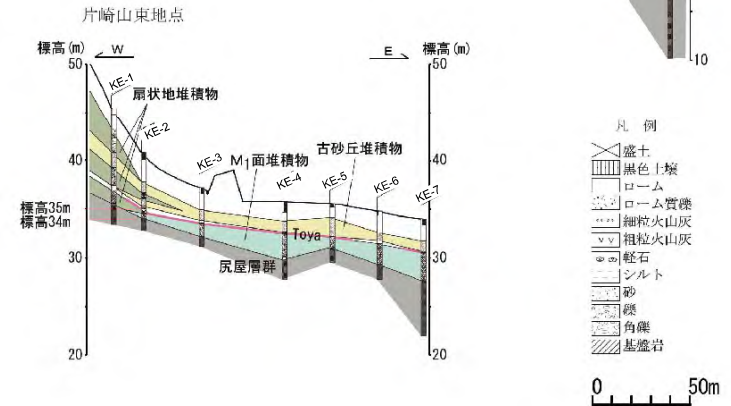 片崎山東地点
標高(m)
W
E
標高(m)
50
50
KE-1
扇状地堆積物
KE-2
KE-3
M1面堆積物
古砂丘堆積物
40
40
KE-4
KE-5
KE-6
KE-7
標高35m
標高34m
Toya
30
30
尻屋層群
20
20
10
凡 例
盛土
黒色土壌
ローム
ローム質礫
細粒火山灰
粗粒火山灰
軽石
シルト
砂
礫
角礫
基盤岩
0 50m